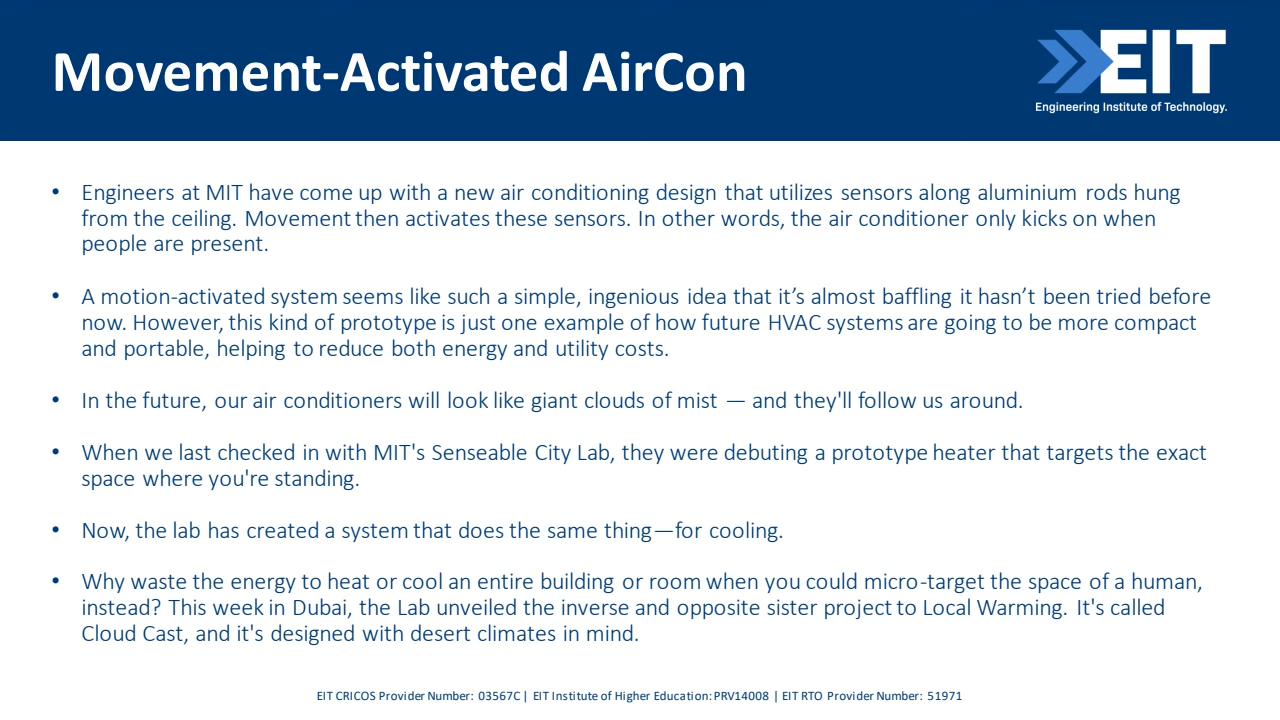 Movement-Activated AirCon
EIT
Engineering Institute of Technology.
• Engineers at MIT have come up with a new air conditioning design that utilizes sensors along aluminium rods hung
from the ceiling. Movement then activates these sensors. In other words, the air conditioner only kicks on when
people are present.
• A motion-activated system seems like such a simple, ingenious idea that it’s almost baffling it hasn’t been tried before
now. However, this kind of prototype is just one example of how future HVAC systems are going to be more compact
and portable, helping to reduce both energy and utility costs.
• In the future, our air conditioners will look like giant clouds of mist — and they'll follow us around.
• When we last checked in with MIT's Senseable City Lab, they were debuting a prototype heater that targets the exact
space where you're standing.
• Now, the lab has created a system that does the same thing—for cooling.
• Why waste the energy to heat or cool an entire building or room when you could micro-target the space of a human,
instead? This week in Dubai, the Lab unveiled the inverse and opposite sister project to Local Warming. It's called
Cloud Cast, and it's designed with desert climates in mind.
EIT CRICOS Provider Number: 03567C | EIT Institute of Higher Education: PRV14008 | EIT RTO Provider Number: 51971